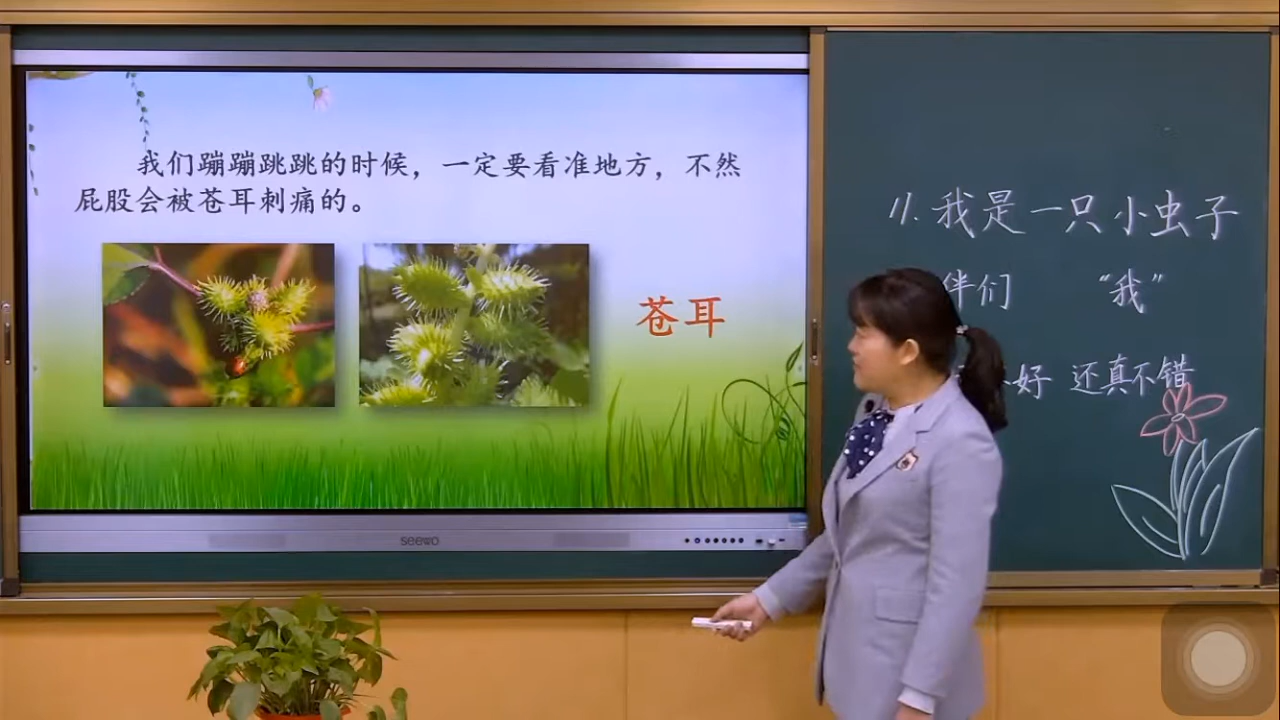 我们蹦蹦跳跳的时候，一定要看准地方，不然
屁股会被苍耳刺痛的。
苍耳
seewo
11.我是一只小虫子
伴们 “我”
好 还真不错